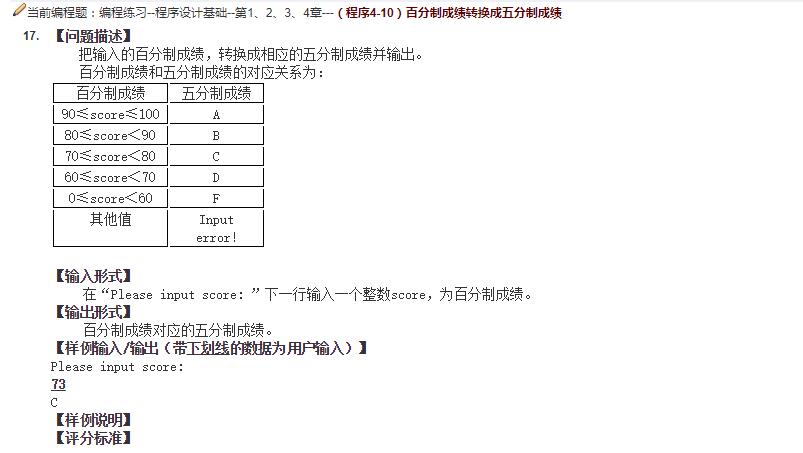 当前编程题：编程练习--程序设计基础--第1、2、3、4章---（程序4-10）百分制成绩转换成五分制成绩
17. 【问题描述】
把输入的百分制成绩，转换成相应的五分制成绩并输出。
百分制成绩和五分制成绩的对应关系为：
百分制成绩 五分制成绩
90≤score≤100 A
80≤score＜90 B
70≤score＜80 C
60≤score＜70 D
0≤score＜60 F
其他值 Input
error!
【输入形式】
在“Please input score: ”下一行输入一个整数score，为百分制成绩。
【输出形式】
百分制成绩对应的五分制成绩。
【样例输入/输出（带下划线的数据为用户输入）】
Please input score:
73
C
【样例说明】
【评分标准】